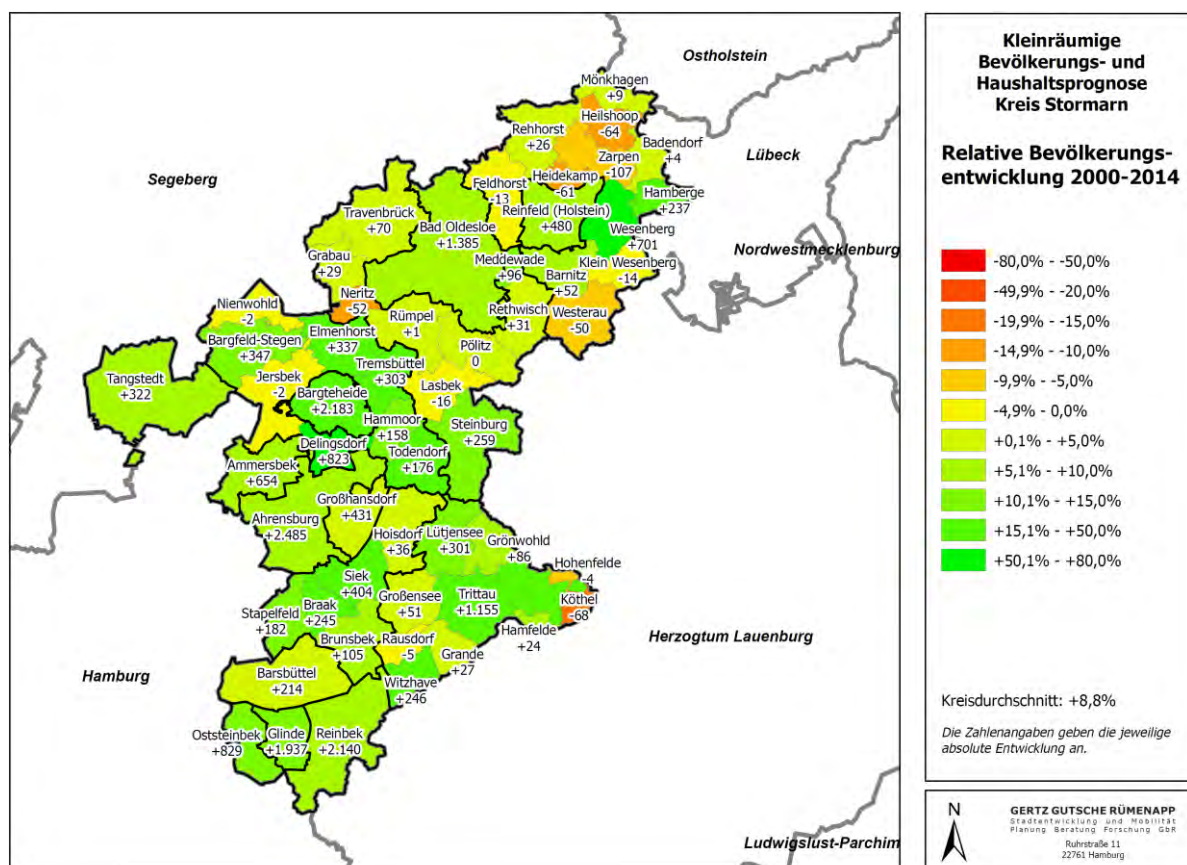 Ostholstein
Mönkhagen
+9
Heilshoop
-64
Rehhorst
+26
Badendorf
+4
Lübeck
Zarpen
-107
Segeberg
Feldhorst
-13
Heidekamp
-61
Hamberge
+237
Travenbrück
+70
Reinfeld (Holstein)
+480
Bad Oldesloe
+1.385
Wesenberg
+701
Nordwestmecklenburg
Grabau
+29
Meddewade
+96
Klein Wesenberg
-14
Barnitz
+52
Neritz
-52
Nienwohld
-2
Rethwisch
+31
Westerau
-50
Rümpel
+1
Elmenhorst
+337
Bargfeld-Stegen
+347
Pölitz
0
Tremsbüttel
+303
Tangstedt
+322
Jersbek
-2
Lasbek
-16
Bargteheide
+2.183
Hammoor
+158
Steinburg
+259
Delingsdorf
+823
Todendorf
+176
Ammersbek
+654
Großhansdorf
+431
Ahrensburg
+2.485
Hoisdorf
+36
Lütjensee
+301
Grönwohld
+86
Hohenfelde
-4
Siek
+404
Großensee
+51
Trittau
+1.155
Köthel
-68
Braak
+245
Stapelfeld
+182
Hamfelde
+24
Herzogtum Lauenburg
Brunsbek
+105
Rausdorf
-5
Grande
+27
Hamburg
Barsbüttel
+214
Witzhave
+246
Oststeinbek
+829
Glinde
+1.937
Reinbek
+2.140
Ludwigslust-Parchim
Kleinräumige
Bevölkerungs- und
Haushaltsprognose
Kreis Stormarn
Relative Bevölkerungs-
entwicklung 2000-2014
-80,0% - -50,0%
-49,9% - -20,0%
-19,9% - -15,0%
-14,9% - -10,0%
-9,9% - -5,0%
-4,9% - 0,0%
+0,1% - +5,0%
+5,1% - +10,0%
+10,1% - +15,0%
+15,1% - +50,0%
+50,1% - +80,0%
Kreisdurchschnitt: +8,8%
Die Zahlenangaben geben die jeweilige
absolute Entwicklung an.
N
GERTZ GUTSCHE RÜMENAPP
Stadtentwicklung und Mobilität
Planung Beratung Forschung GbR
Ruhrstraße 11
22761 Hamburg